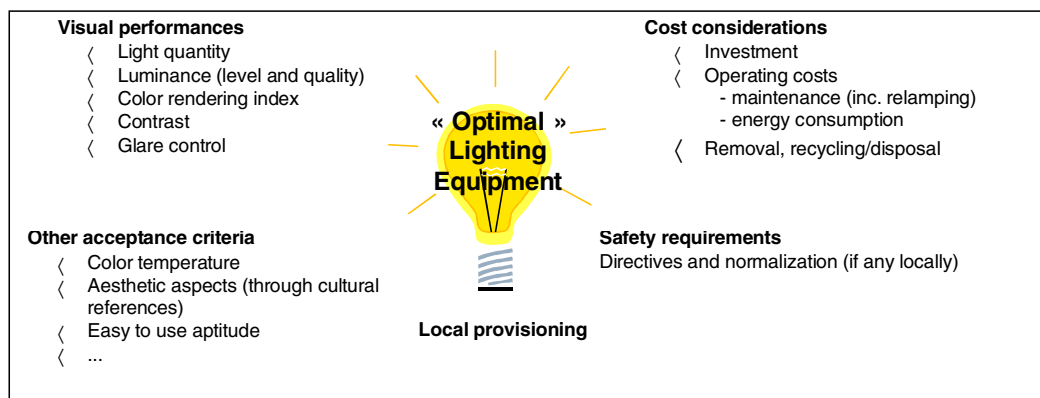 Visual performances
〈 Light quantity
〈 Luminance (level and quality)
〈 Color rendering index
〈 Contrast
〈 Glare control
Cost considerations
〈 Investment
〈 Operating costs
- maintenance (inc. relamping)
- energy consumption
〈 Removal, recycling/disposal
« Optimal »
Lighting
Equipment
Other acceptance criteria
〈 Color temperature
〈 Aesthetic aspects (through cultural
references)
〈 Easy to use aptitude
〈 ...
Safety requirements
Directives and normalization (if any locally)
Local provisioning